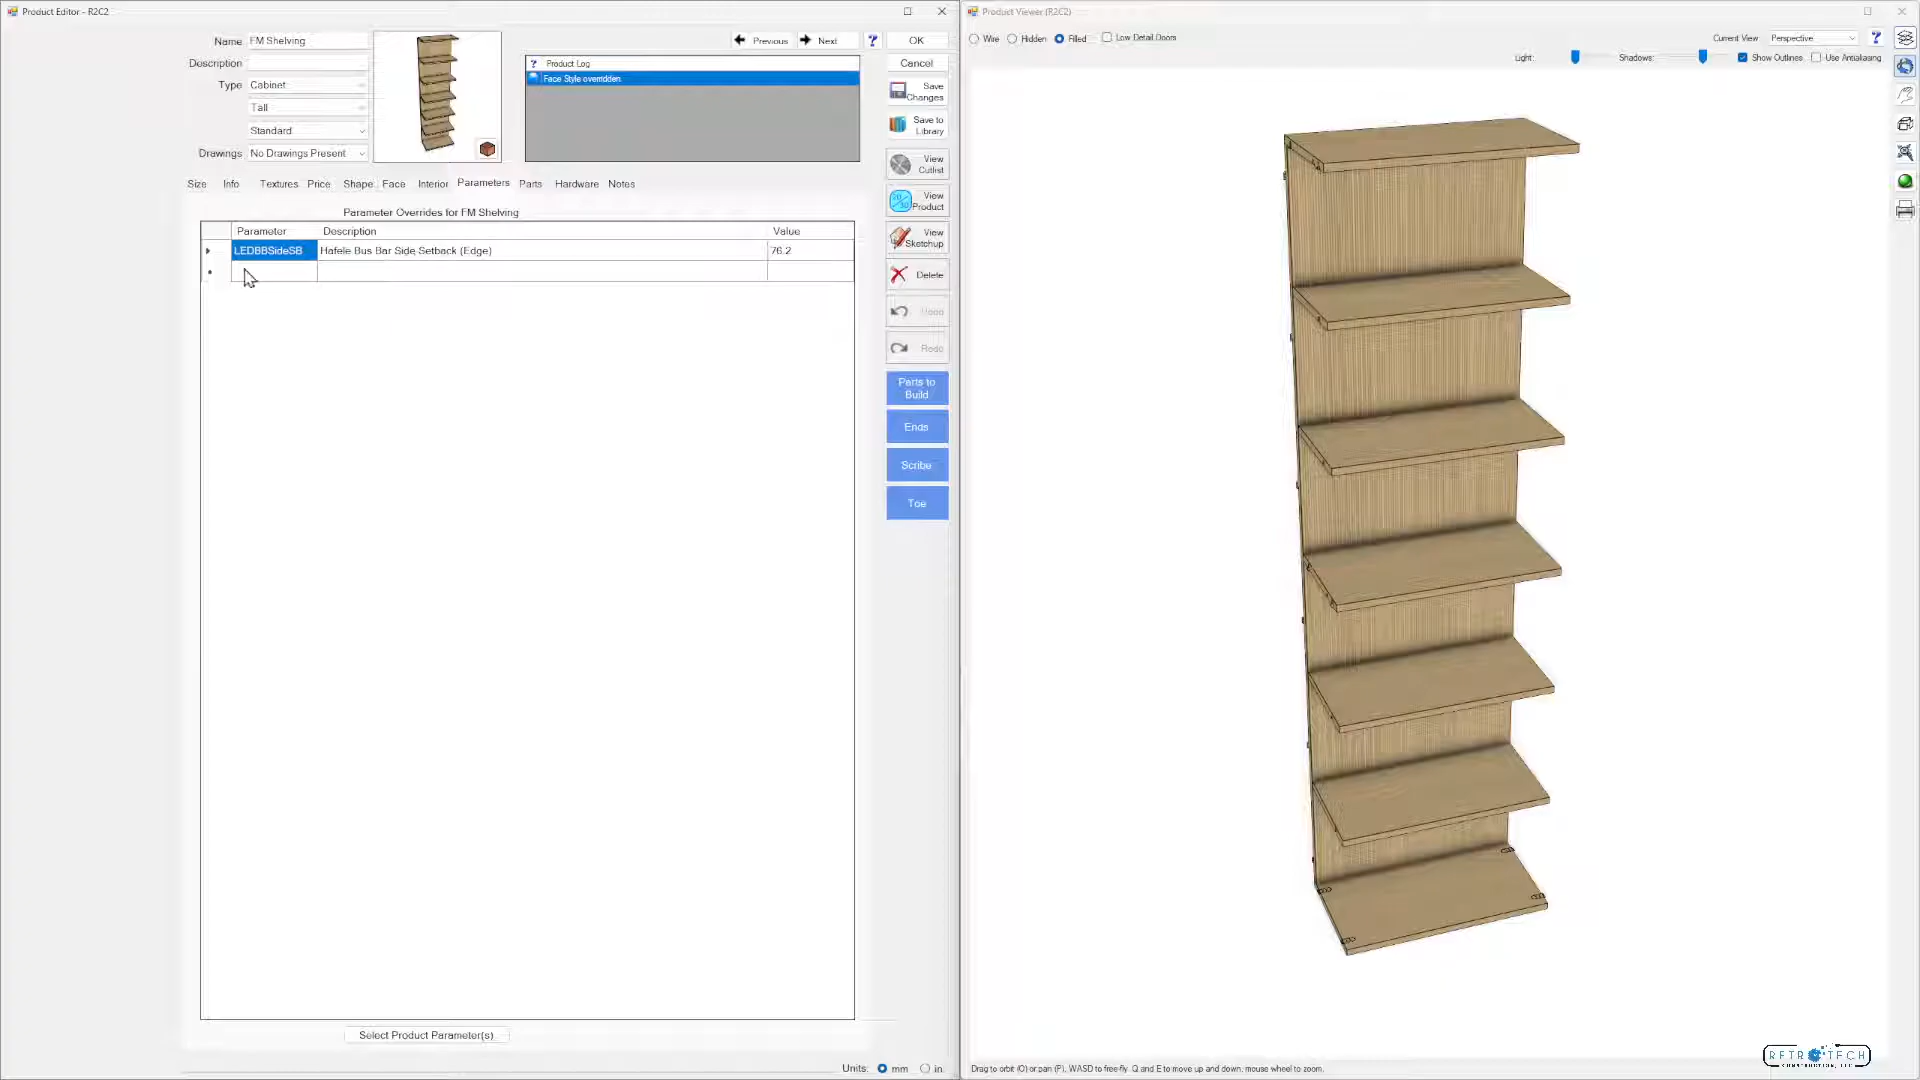 Product Editor - R2C2
Name FM Shelving
Description
Type Cabinet
Tall
Standard
Drawings No Drawings Present
Previous Next ? OK
? Product Log
Face Style overridden
Cancel
Save Changes
Save to Library
View Cutlist
2D/3D View Product
View Sketchup
Delete
Undo
Redo
Parts to Build
Ends
Scribe
Toe
Size Info Textures Price Shape Face Interior Parameters Parts Hardware Notes
Parameter Overrides for FM Shelving
Parameter Description Value
LEDBBSideSB Hafele Bus Bar Side Setback (Edge) 76.2
Select Product Parameter(s)
Units: mm in
Product Viewer (R2C2)
Wire Hidden Filled Low Detail Doors
Current View Perspective ?
Light: Shadows: Show Outlines Use Antialiasing
Drag to orbit (O) or pan (P), WASD to free-fly Q and E to move up and down, mouse wheel to zoom.
RETROTECH
CONSTRUCTION, LLC